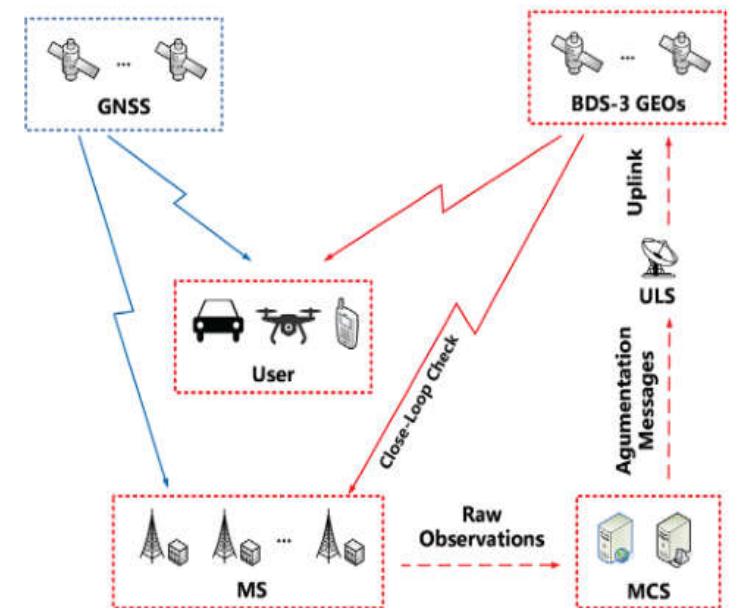 ...
...
GNSS
BDS-3 GEOs
Uplink
ULS
User
Close-Loop Check
Agumentation
Messages
Raw
Observations
...
MS
MCS